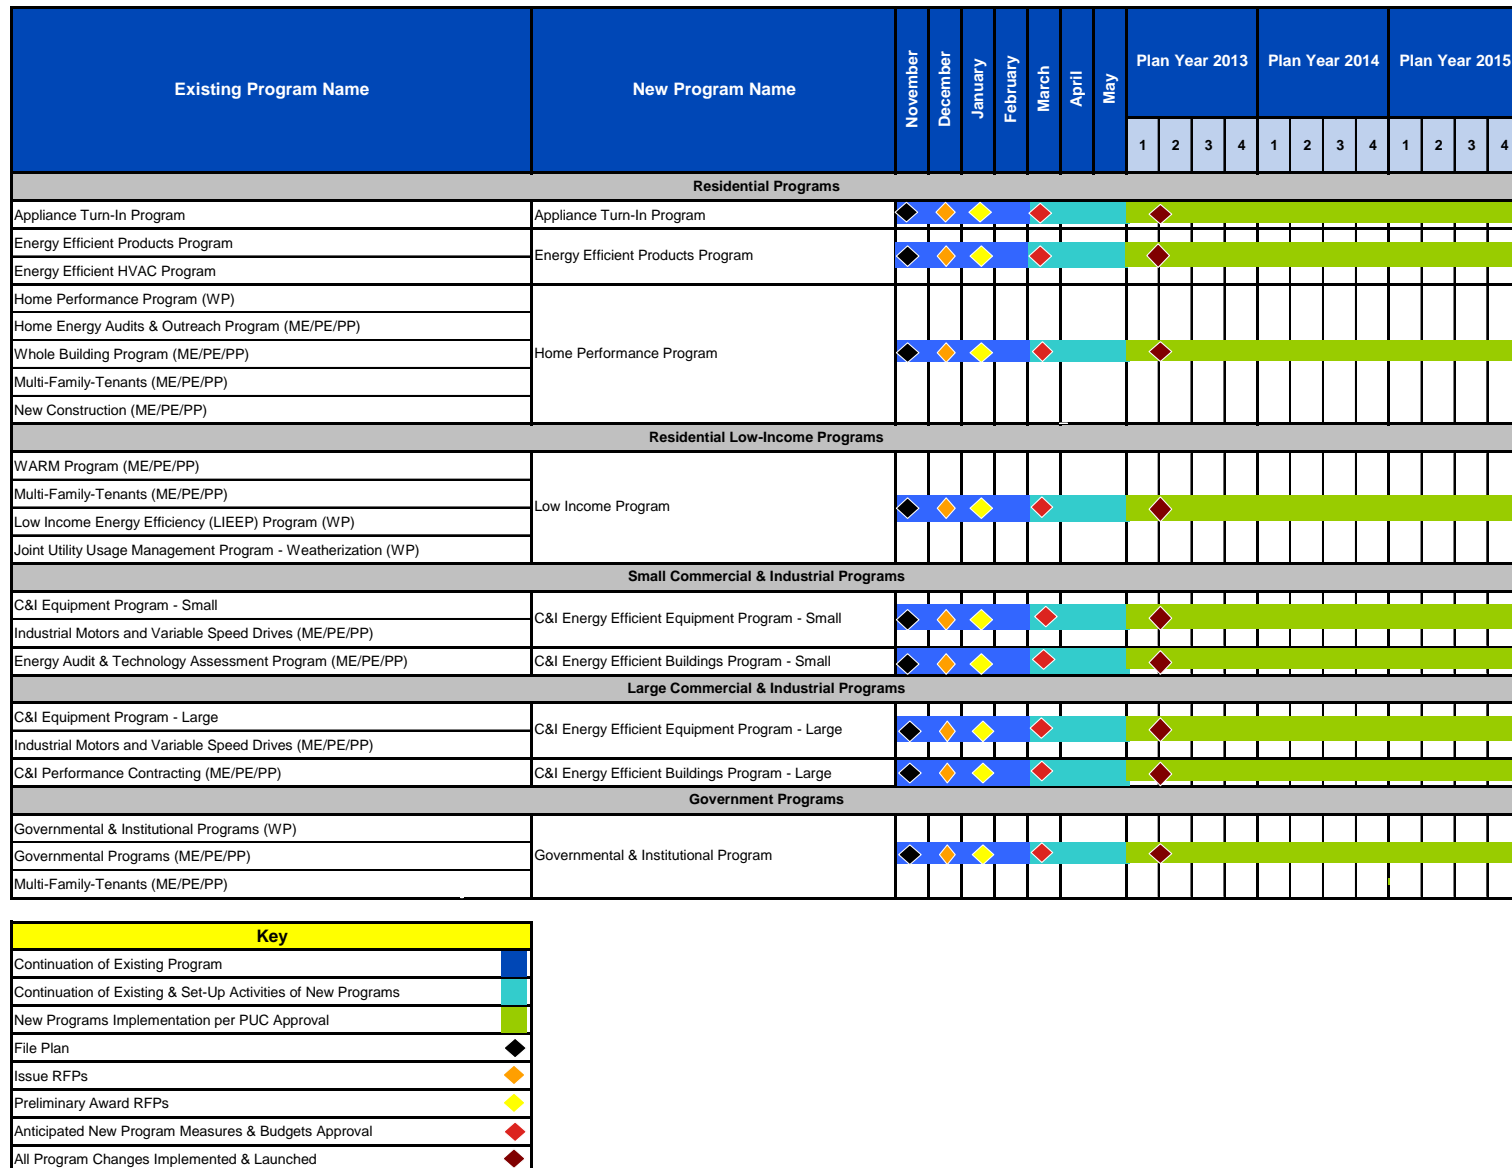 Existing Program Name
New Program Name
November
December
January
February
March
April
May
Plan Year 2013
Plan Year 2014
Plan Year 2015
1 2 3 4 1 2 3 4 1 2 3 4
Residential Programs
Appliance Turn-In Program
Appliance Turn-In Program
Energy Efficient Products Program
Energy Efficient HVAC Program
Energy Efficient Products Program
Home Performance Program (WP)
Home Energy Audits & Outreach Program (ME/PE/PP)
Whole Building Program (ME/PE/PP)
Multi-Family-Tenants (ME/PE/PP)
New Construction (ME/PE/PP)
Home Performance Program
Residential Low-Income Programs
WARM Program (ME/PE/PP)
Multi-Family-Tenants (ME/PE/PP)
Low Income Energy Efficiency (LIEEP) Program (WP)
Joint Utility Usage Management Program - Weatherization (WP)
Low Income Program
Small Commercial & Industrial Programs
C&I Equipment Program - Small
Industrial Motors and Variable Speed Drives (ME/PE/PP)
C&I Energy Efficient Equipment Program - Small
Energy Audit & Technology Assessment Program (ME/PE/PP)
C&I Energy Efficient Buildings Program - Small
Large Commercial & Industrial Programs
C&I Equipment Program - Large
Industrial Motors and Variable Speed Drives (ME/PE/PP)
C&I Energy Efficient Equipment Program - Large
C&I Performance Contracting (ME/PE/PP)
C&I Energy Efficient Buildings Program - Large
Government Programs
Governmental & Institutional Programs (WP)
Governmental Programs (ME/PE/PP)
Multi-Family-Tenants (ME/PE/PP)
Governmental & Institutional Program
Key
Continuation of Existing Program
Continuation of Existing & Set-Up Activities of New Programs
New Programs Implementation per PUC Approval
File Plan
Issue RFPs
Preliminary Award RFPs
Anticipated New Program Measures & Budgets Approval
All Program Changes Implemented & Launched